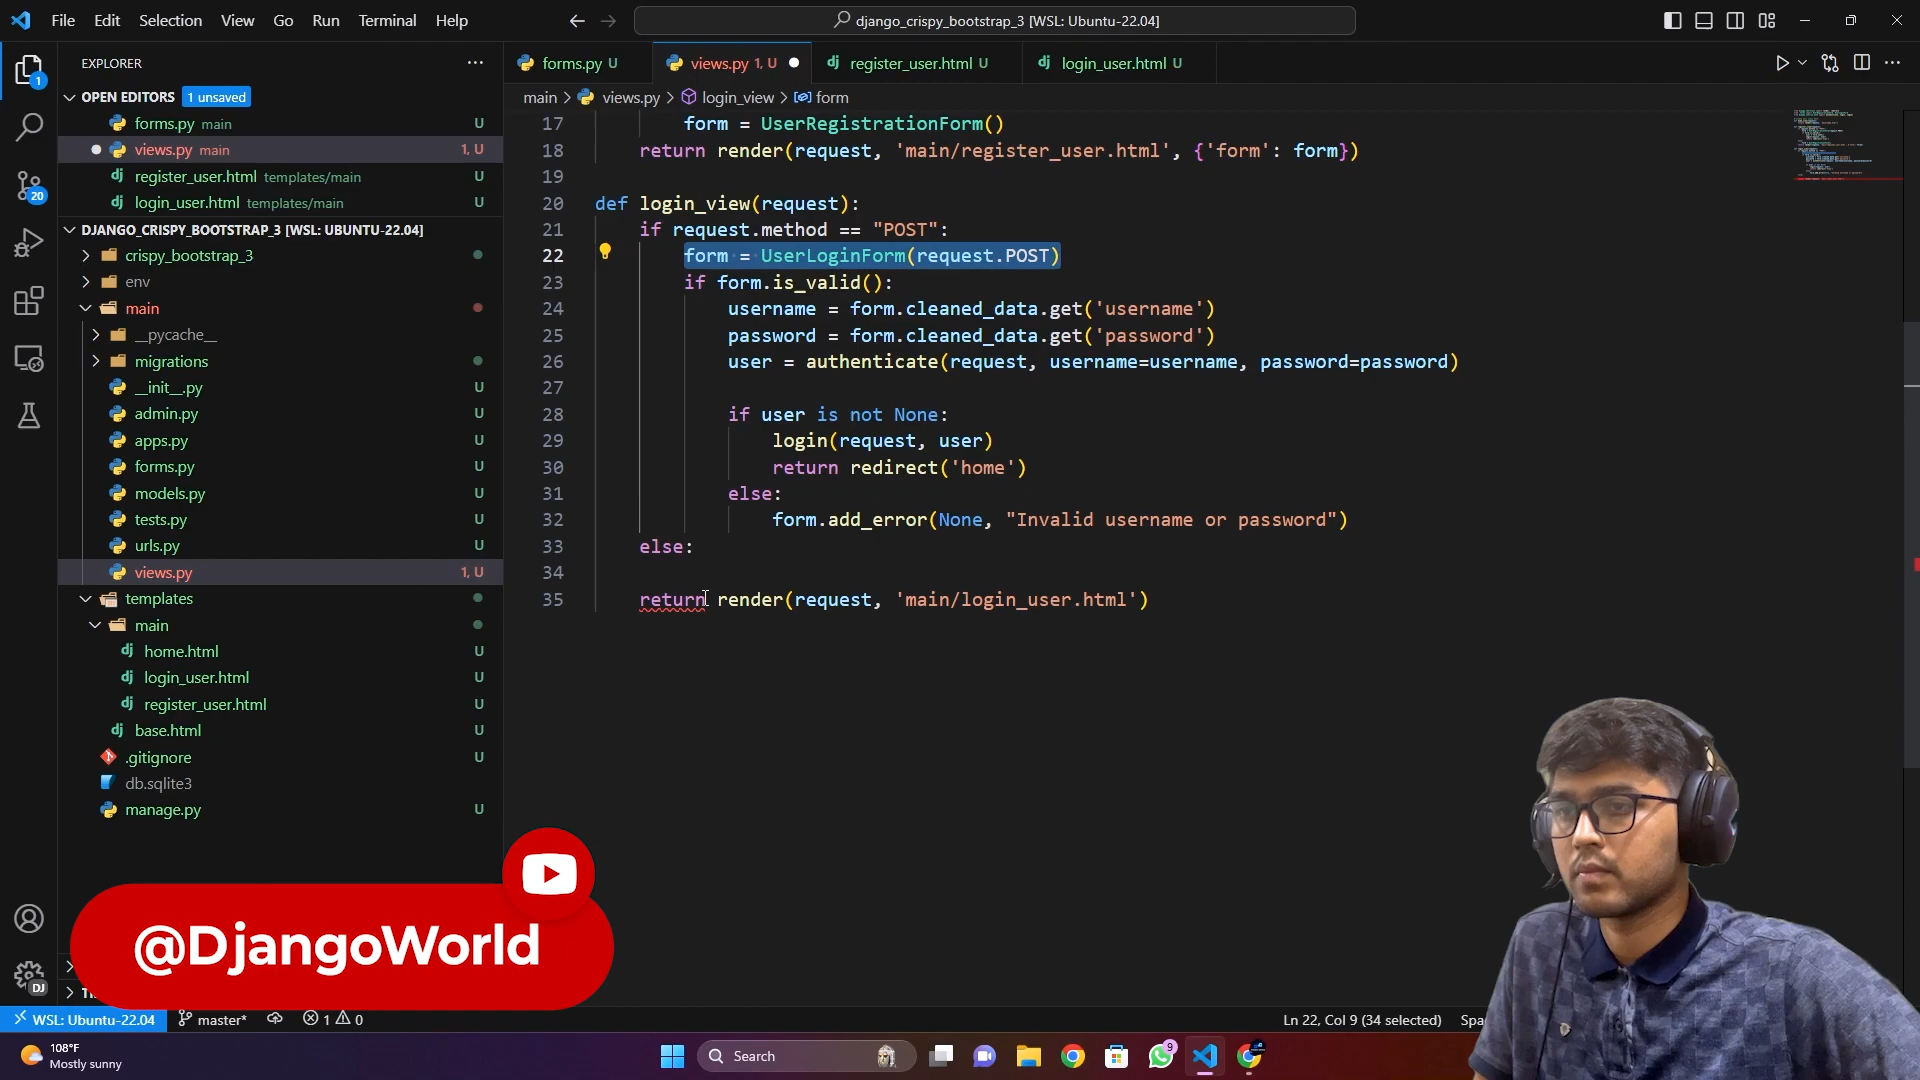 File Edit Selection View Go Run Terminal Help
django_crispy_bootstrap_3 [WSL: Ubuntu-22.04]
EXPLORER
OPEN EDITORS 1 unsaved
forms.py main U
views.py main 1, U
register_user.html templates/main U
login_user.html templates/main U
DJANGO_CRISPY_BOOTSTRAP_3 [WSL: UBUNTU-22.04]
crispy_bootstrap_3
env
main
__pycache__
migrations
__init__.py U
admin.py U
apps.py U
forms.py U
models.py U
tests.py U
urls.py U
views.py 1, U
templates
main
home.html U
login_user.html U
register_user.html U
base.html U
.gitignore U
db.sqlite3
manage.py U
1
20
DJ
forms.py U views.py 1, U register_user.html U login_user.html U
main > views.py > login_view > form
17 form = UserRegistrationForm()
18 return render(request, 'main/register_user.html', {'form': form})
19
20 def login_view(request):
21 if request.method == "POST":
22 form = UserLoginForm(request.POST)
23 if form.is_valid():
24 username = form.cleaned_data.get('username')
25 password = form.cleaned_data.get('password')
26 user = authenticate(request, username=username, password=password)
27
28 if user is not None:
29 login(request, user)
30 return redirect('home')
31 else:
32 form.add_error(None, "Invalid username or password")
33 else:
34
35 return render(request, 'main/login_user.html')
@DjangoWorld
WSL: Ubuntu-22.04 master* 1 0 Ln 22, Col 9 (34 selected)
108°F
Mostly sunny
Search
9